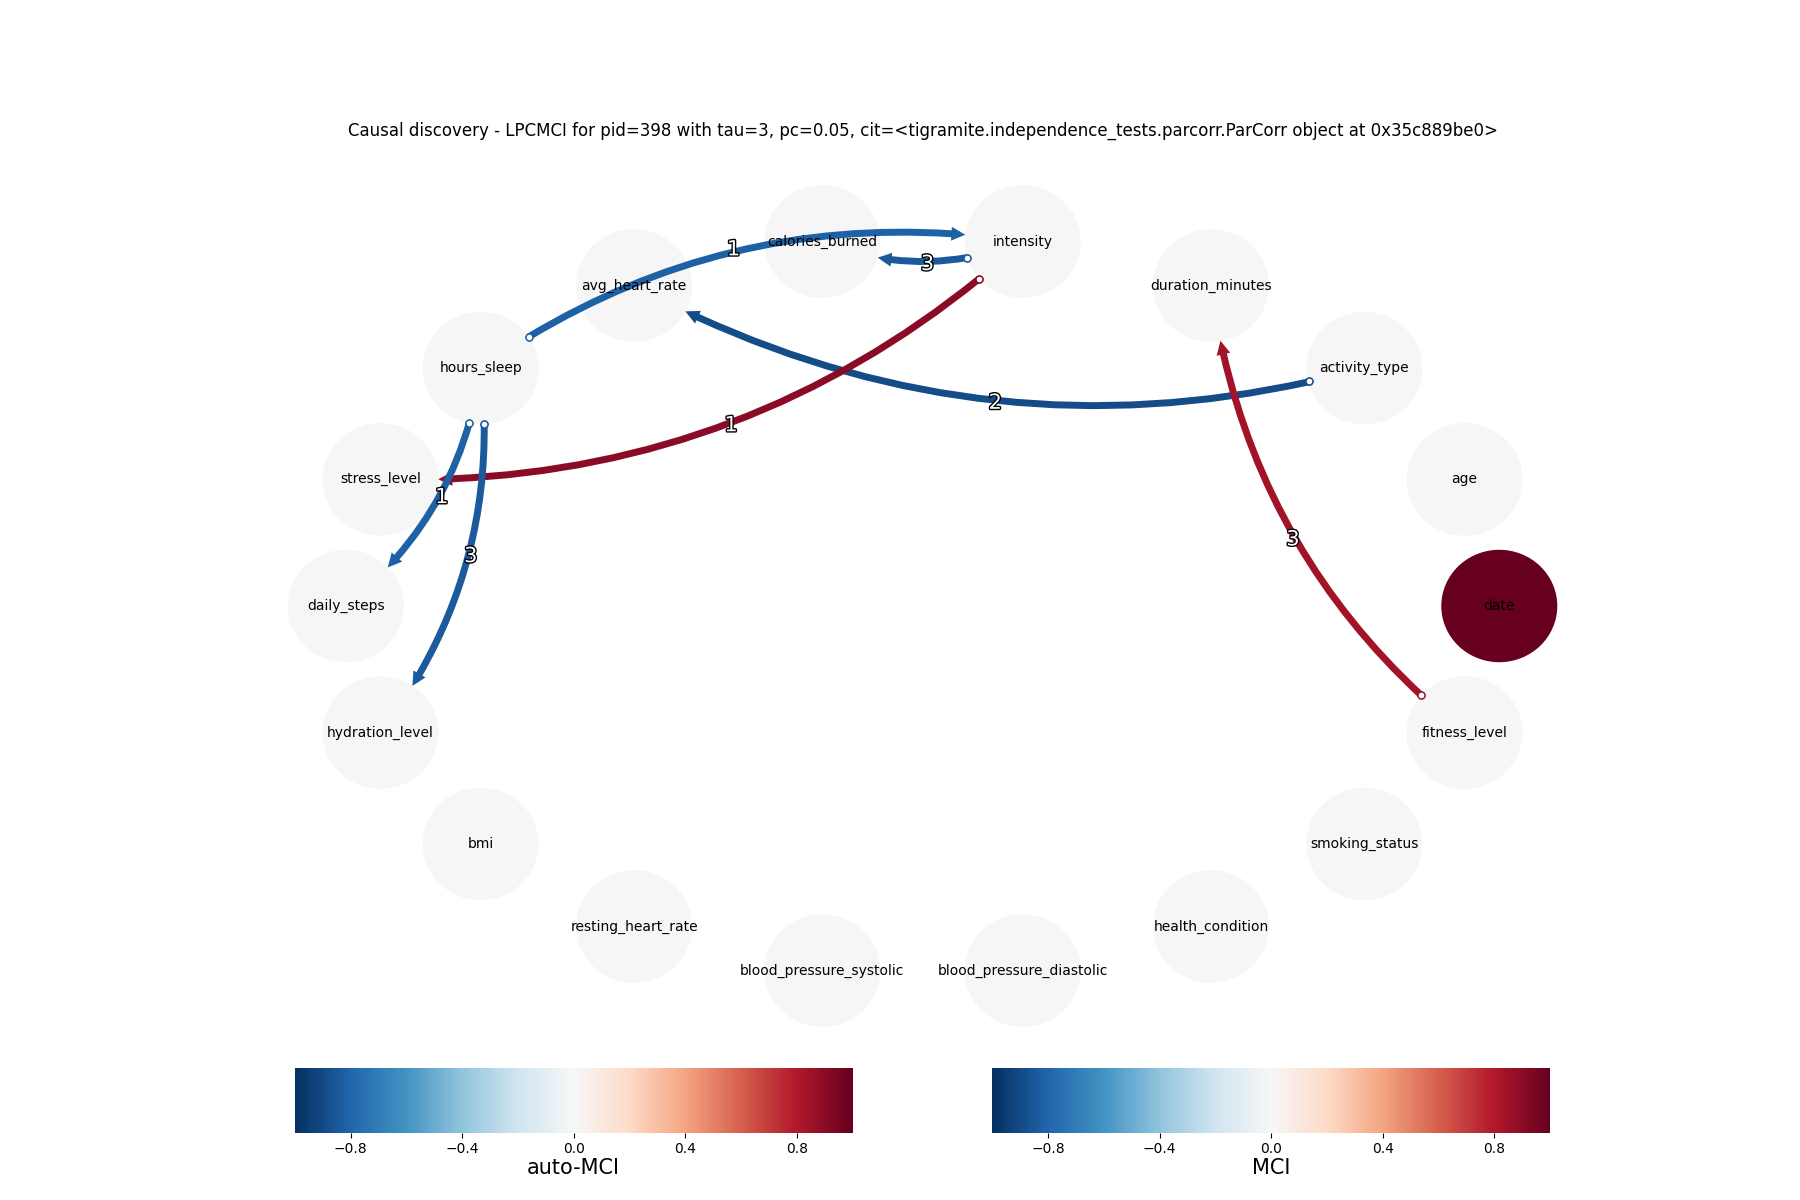 Causal discovery - LPCMCI for pid=398 with tau=3, pc=0.05, cit=<tigramite.independence_tests.parcorr.ParCorr object at 0x35c889be0>
calories_burned
intensity
1
3
avg_heart_rate
duration_minutes
hours_sleep
activity_type
2
1
stress_level
age
1
3
3
daily_steps
date
hydration_level
fitness_level
bmi
smoking_status
resting_heart_rate
health_condition
blood_pressure_systolic
blood_pressure_diastolic
−0.8 −0.4 0.0 0.4 0.8
auto-MCI
−0.8 −0.4 0.0 0.4 0.8
MCI